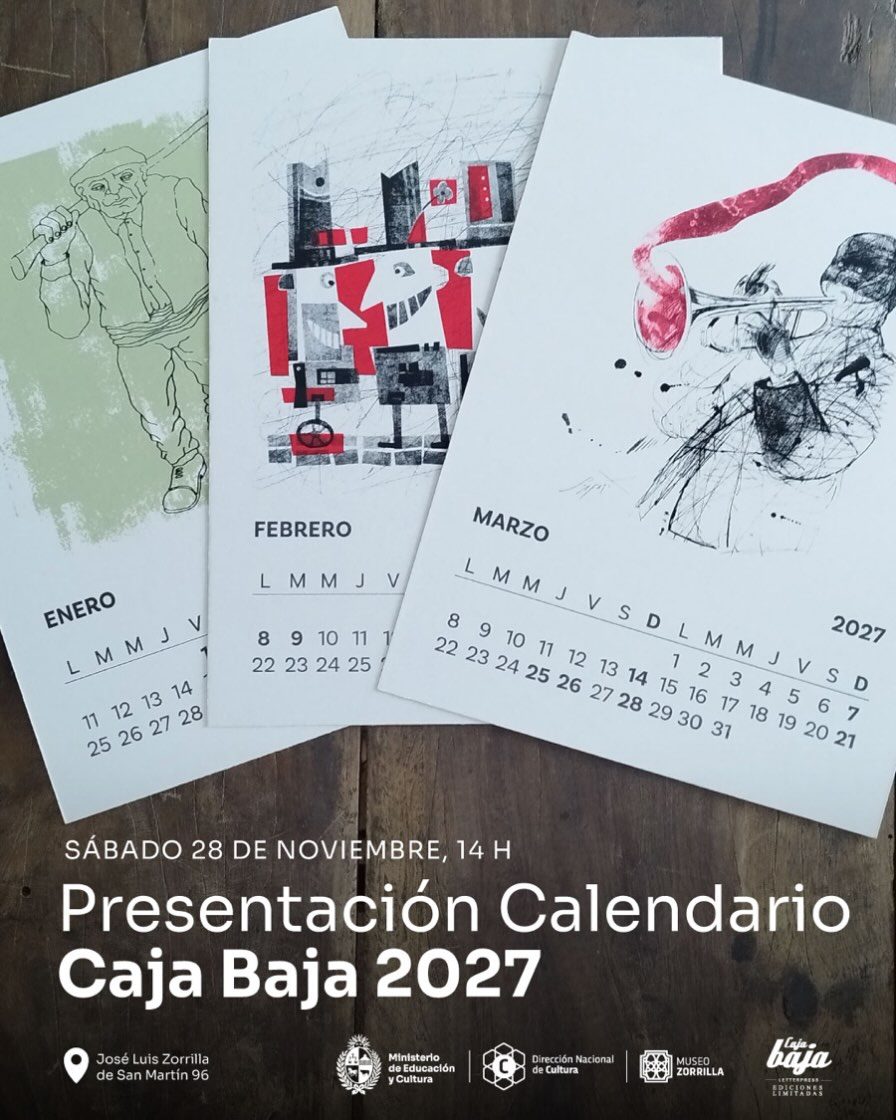 ENERO
L M M J V
11 12 13 14
25 26 27 28
FEBRERO
L M M J V
8 9 10 11
22 23 24 25
MARZO
2027
L M M J V S D L M M J V S D
1 2 3 4 5 6 7
8 9 10 11 12 13 14 15 16 17 18 19 20 21
22 23 24 25 26 27 28 29 30 31
SÁBADO 28 DE NOVIEMBRE, 14 H
Presentación Calendario
Caja Baja 2027
José Luis Zorrilla
de San Martín 96
Ministerio
de Educación
y Cultura
C
Dirección Nacional
de Cultura
MUSEO
ZORRILLA
Caja
baja
LETTERPRESS
EDICIONES
LIMITADAS